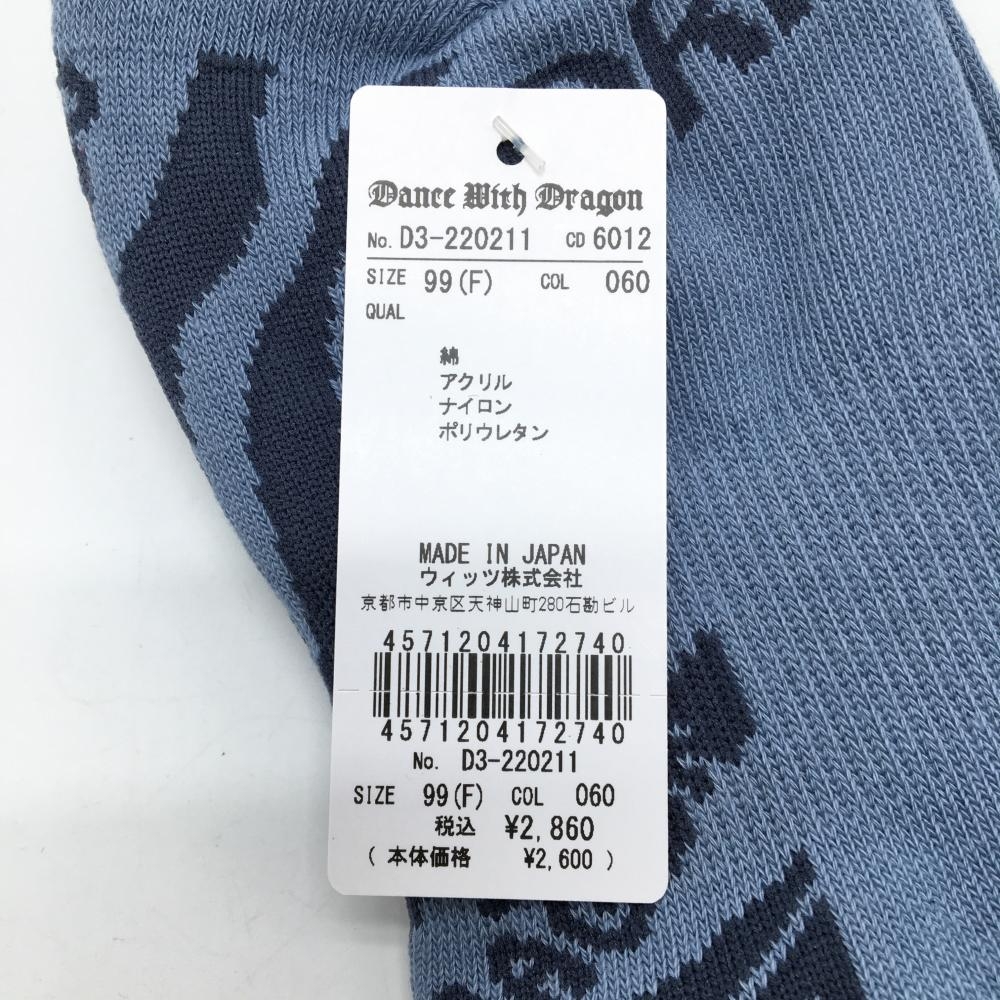 Dance With Dragon
No. D3-220211 CD 6012
SIZE 99(F) COL 060
QUAL
綿
アクリル
ナイロン
ポリウレタン
MADE IN JAPAN
ウィッツ株式会社
京都市中京区天神山町280石勘ビル
4571204172740
4571204172740
No. D3-220211
SIZE 99(F) COL 060
税込 ¥2,860
( 本体価格 ¥2,600 )